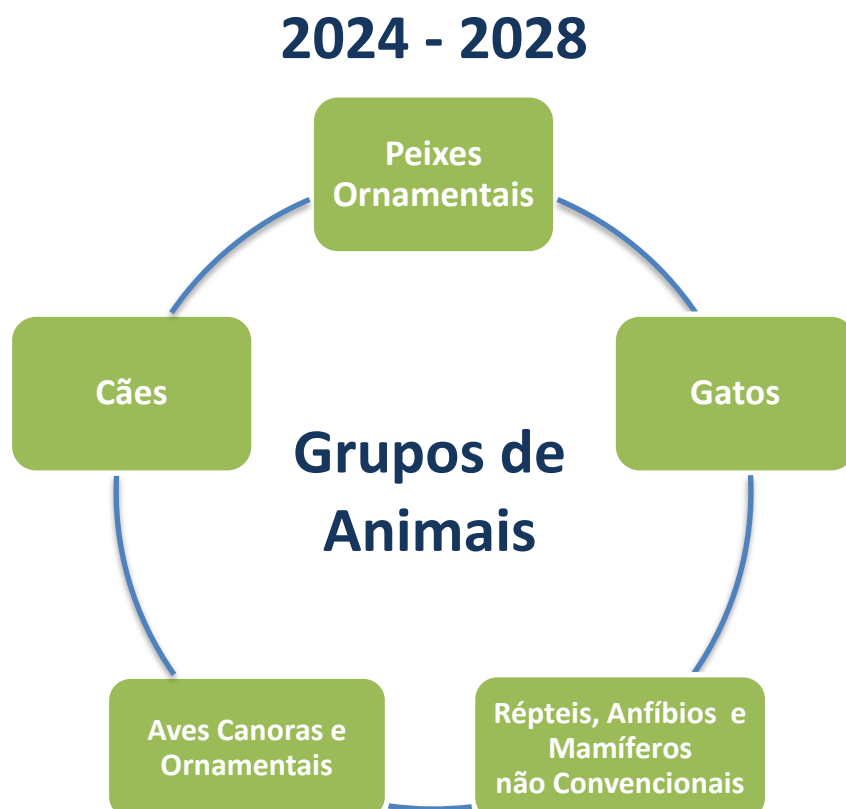 2024 - 2028
Peixes
Ornamentais
Cães
Gatos
Grupos de
Animais
Aves Canoras e
Ornamentais
Répteis, Anfíbios e
Mamíferos
não Convencionais